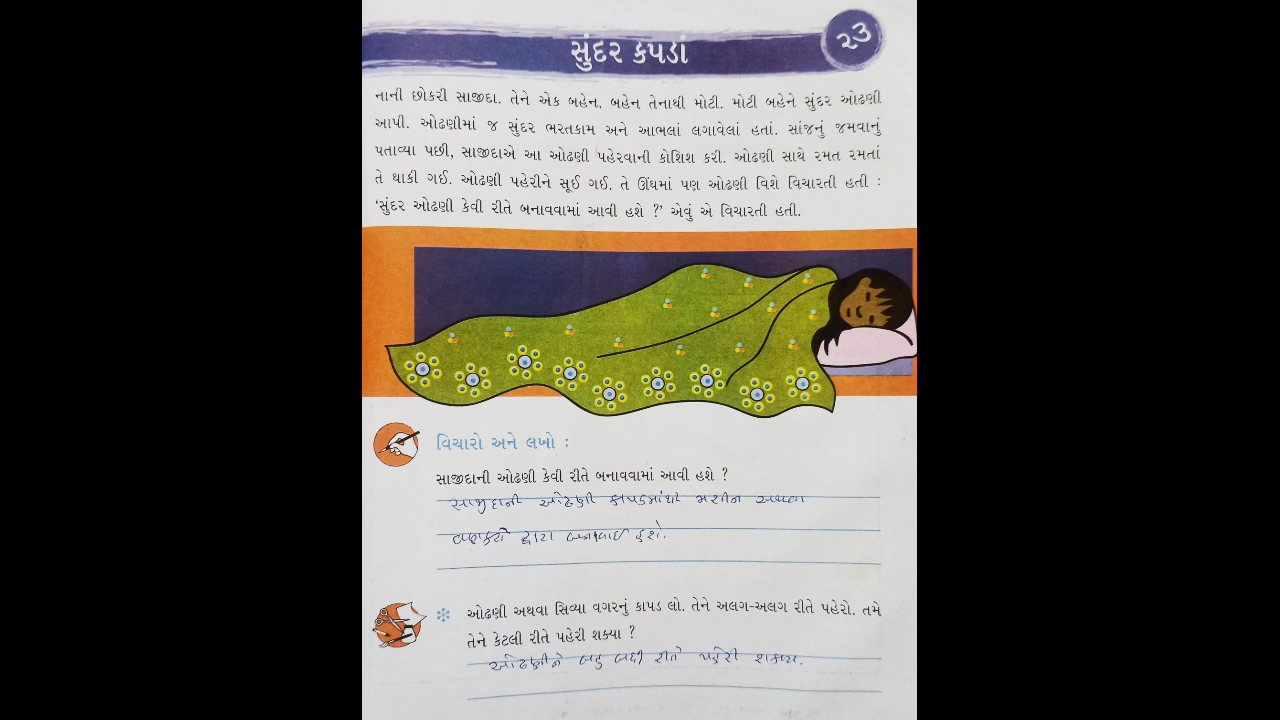 સુંદર કપડાં
૨૩
નાની છોકરી સાજીદા. તેને એક બહેન, બહેન તેનાથી મોટી. મોટી બહેને સુંદર ઓઢણી
આપી. ઓઢણીમાં જ સુંદર ભરતકામ અને આભલાં લગાવેલાં હતાં. સાંજનું જમવાનું
પતાવ્યા પછી, સાજીદાએ આ ઓઢણી પહેરવાની કોશિશ કરી. ઓઢણી સાથે રમત રમતાં
તે થાકી ગઈ. ઓઢણી પહેરીને સૂઈ ગઈ. તે ઊંઘમાં પણ ઓઢણી વિશે વિચારતી હતી :
‘સુંદર ઓઢણી કેવી રીતે બનાવવામાં આવી હશે ?’ એવું એ વિચારતી હતી.
વિચારો અને લખો :
સાજીદાની ઓઢણી કેવી રીતે બનાવવામાં આવી હશે ?
સાજીદાની ઓઢણી કાપડમાંથી મશીન અથવા
વણકરો દ્વારા બનાવાઈ હશે.
ઓઢણી અથવા સિવ્યા વગરનું કાપડ લો. તેને અલગ-અલગ રીતે પહેરો. તમે
તેને કેટલી રીતે પહેરી શક્યા ?
ઓઢણીને બહુ બધી રીતે પહેરી શકાય.